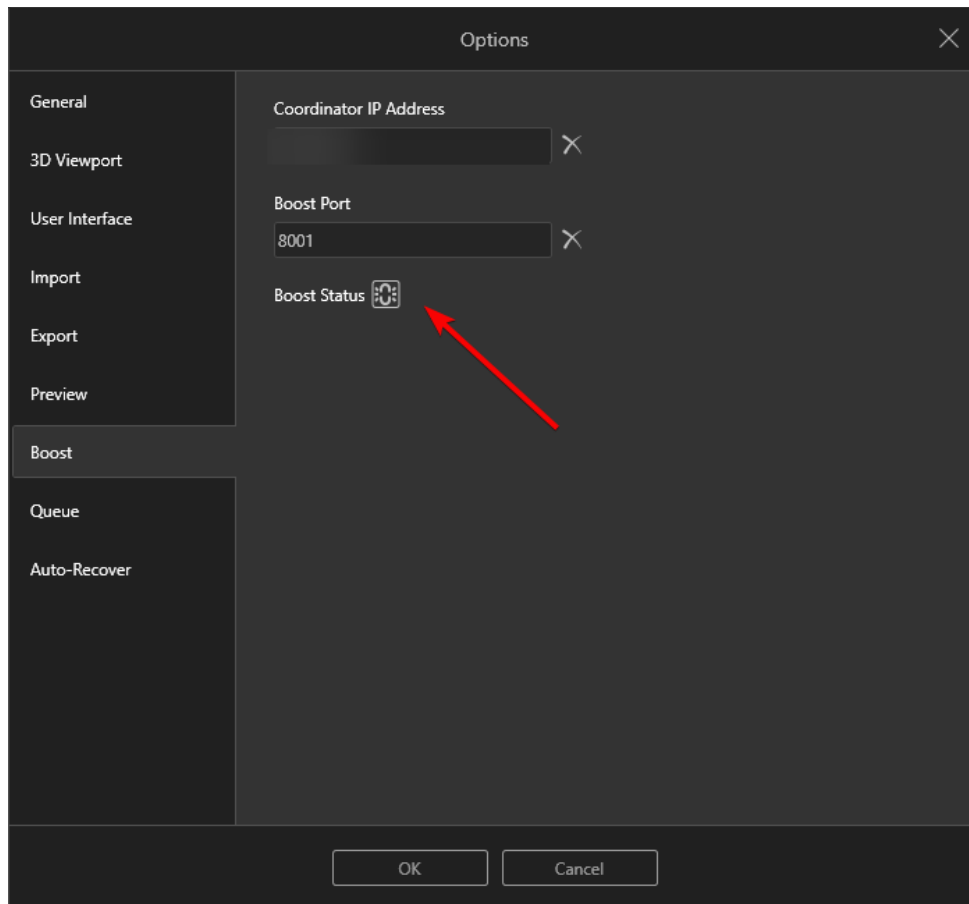 Options
General
3D Viewport
User Interface
Import
Export
Preview
Boost
Queue
Auto-Recover
Coordinator IP Address
Boost Port
8001
Boost Status
OK
Cancel